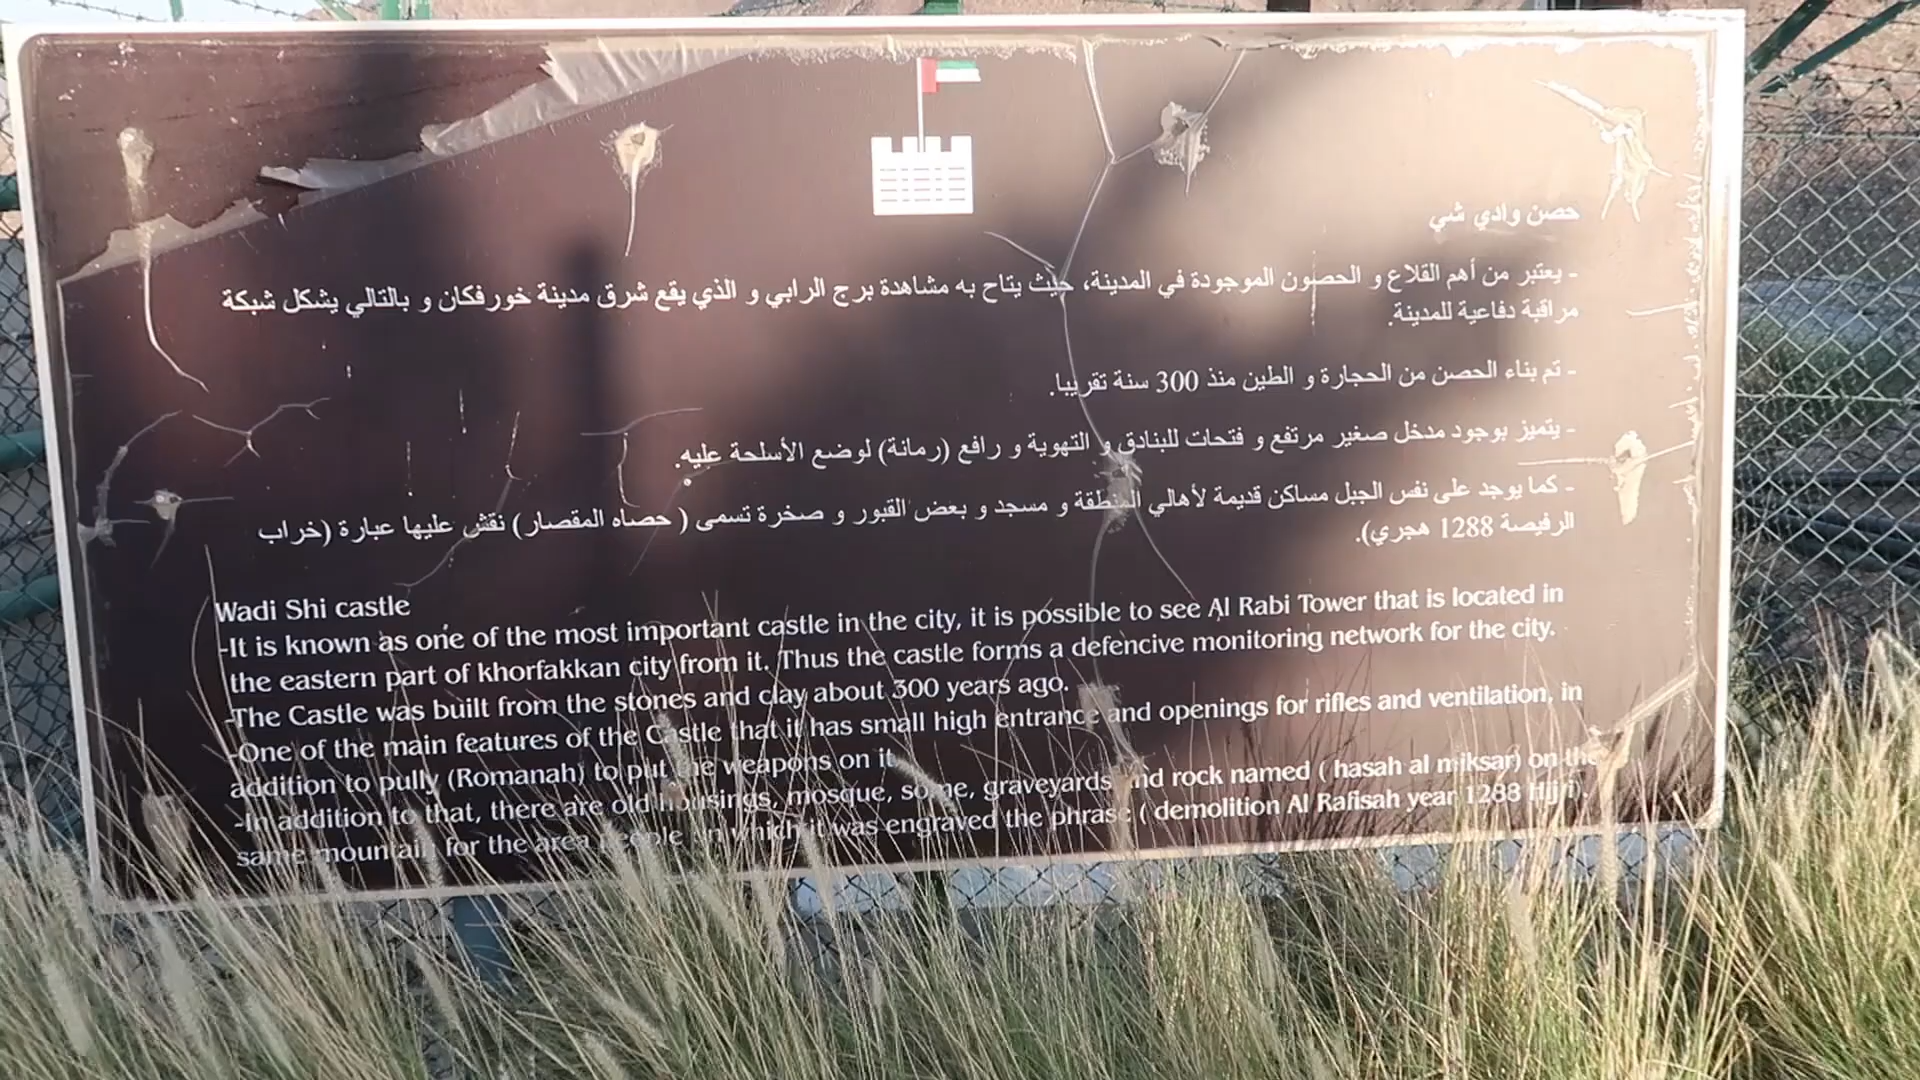 حصن وادي شي
- يعتبر من أهم القلاع و الحصون الموجودة في المدينة، حيث يتاح به مشاهدة برج الرابي و الذي يقع شرق مدينة خورفكان و بالتالي يشكل شبكة
مراقبة دفاعية للمدينة.
- تم بناء الحصن من الحجارة و الطين منذ 300 سنة تقريبا.
- يتميز بوجود مدخل صغير مرتفع و فتحات للبنادق و التهوية و رافع (رمانة) لوضع الأسلحة عليه.
- كما يوجد على نفس الجبل مساكن قديمة لأهالي المنطقة و مسجد و بعض القبور و صخرة تسمى ( حصاه المقصار) نقش عليها عبارة (خراب
الرفيصة 1288 هجري).
Wadi Shi castle
-It is known as one of the most important castle in the city, it is possible to see Al Rabi Tower that is located in
the eastern part of khorfakkan city from it. Thus the castle forms a defencive monitoring network for the city.
-The Castle was built from the stones and clay about 300 years ago.
-One of the main features of the Castle that it has small high entrance and openings for rifles and ventilation, in
addition to pully (Romanah) to put the weapons on it
-In addition to that, there are old housings, mosque, some, graveyards and rock named ( hasah al miksar) on the
same mountain for the area people on which it was engraved the phrase ( demolition Al Rafisah year 1288 Hijri).